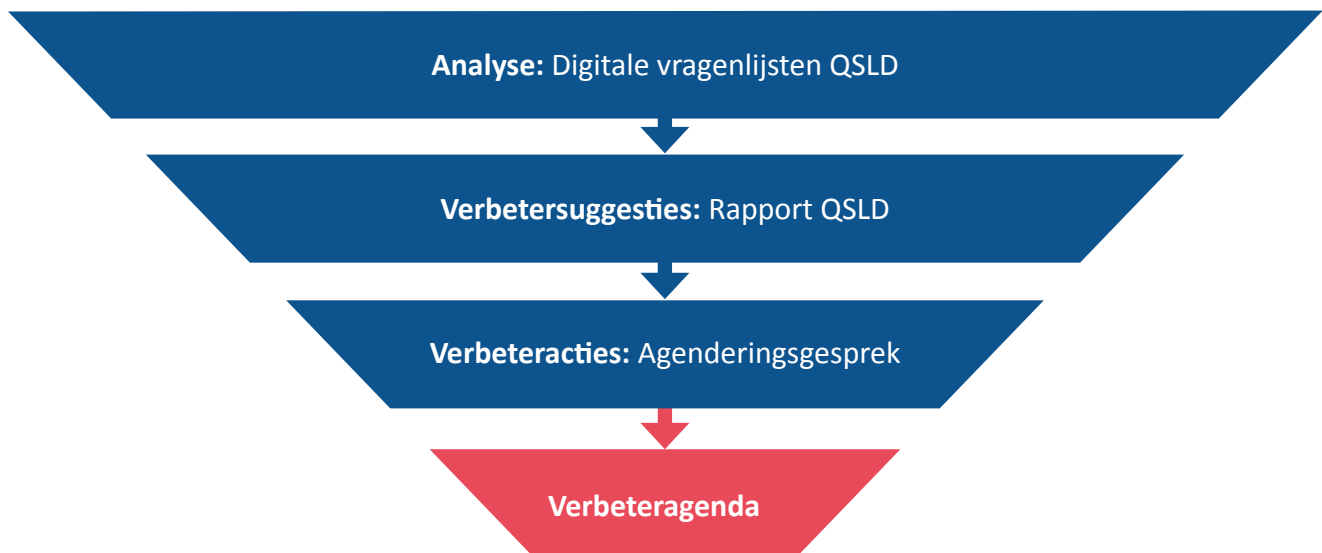 Analyse: Digitale vragenlijsten QSLD
Verbetersuggesties: Rapport QSLD
Verbeteracties: Agenderingsgesprek
Verbeteragenda